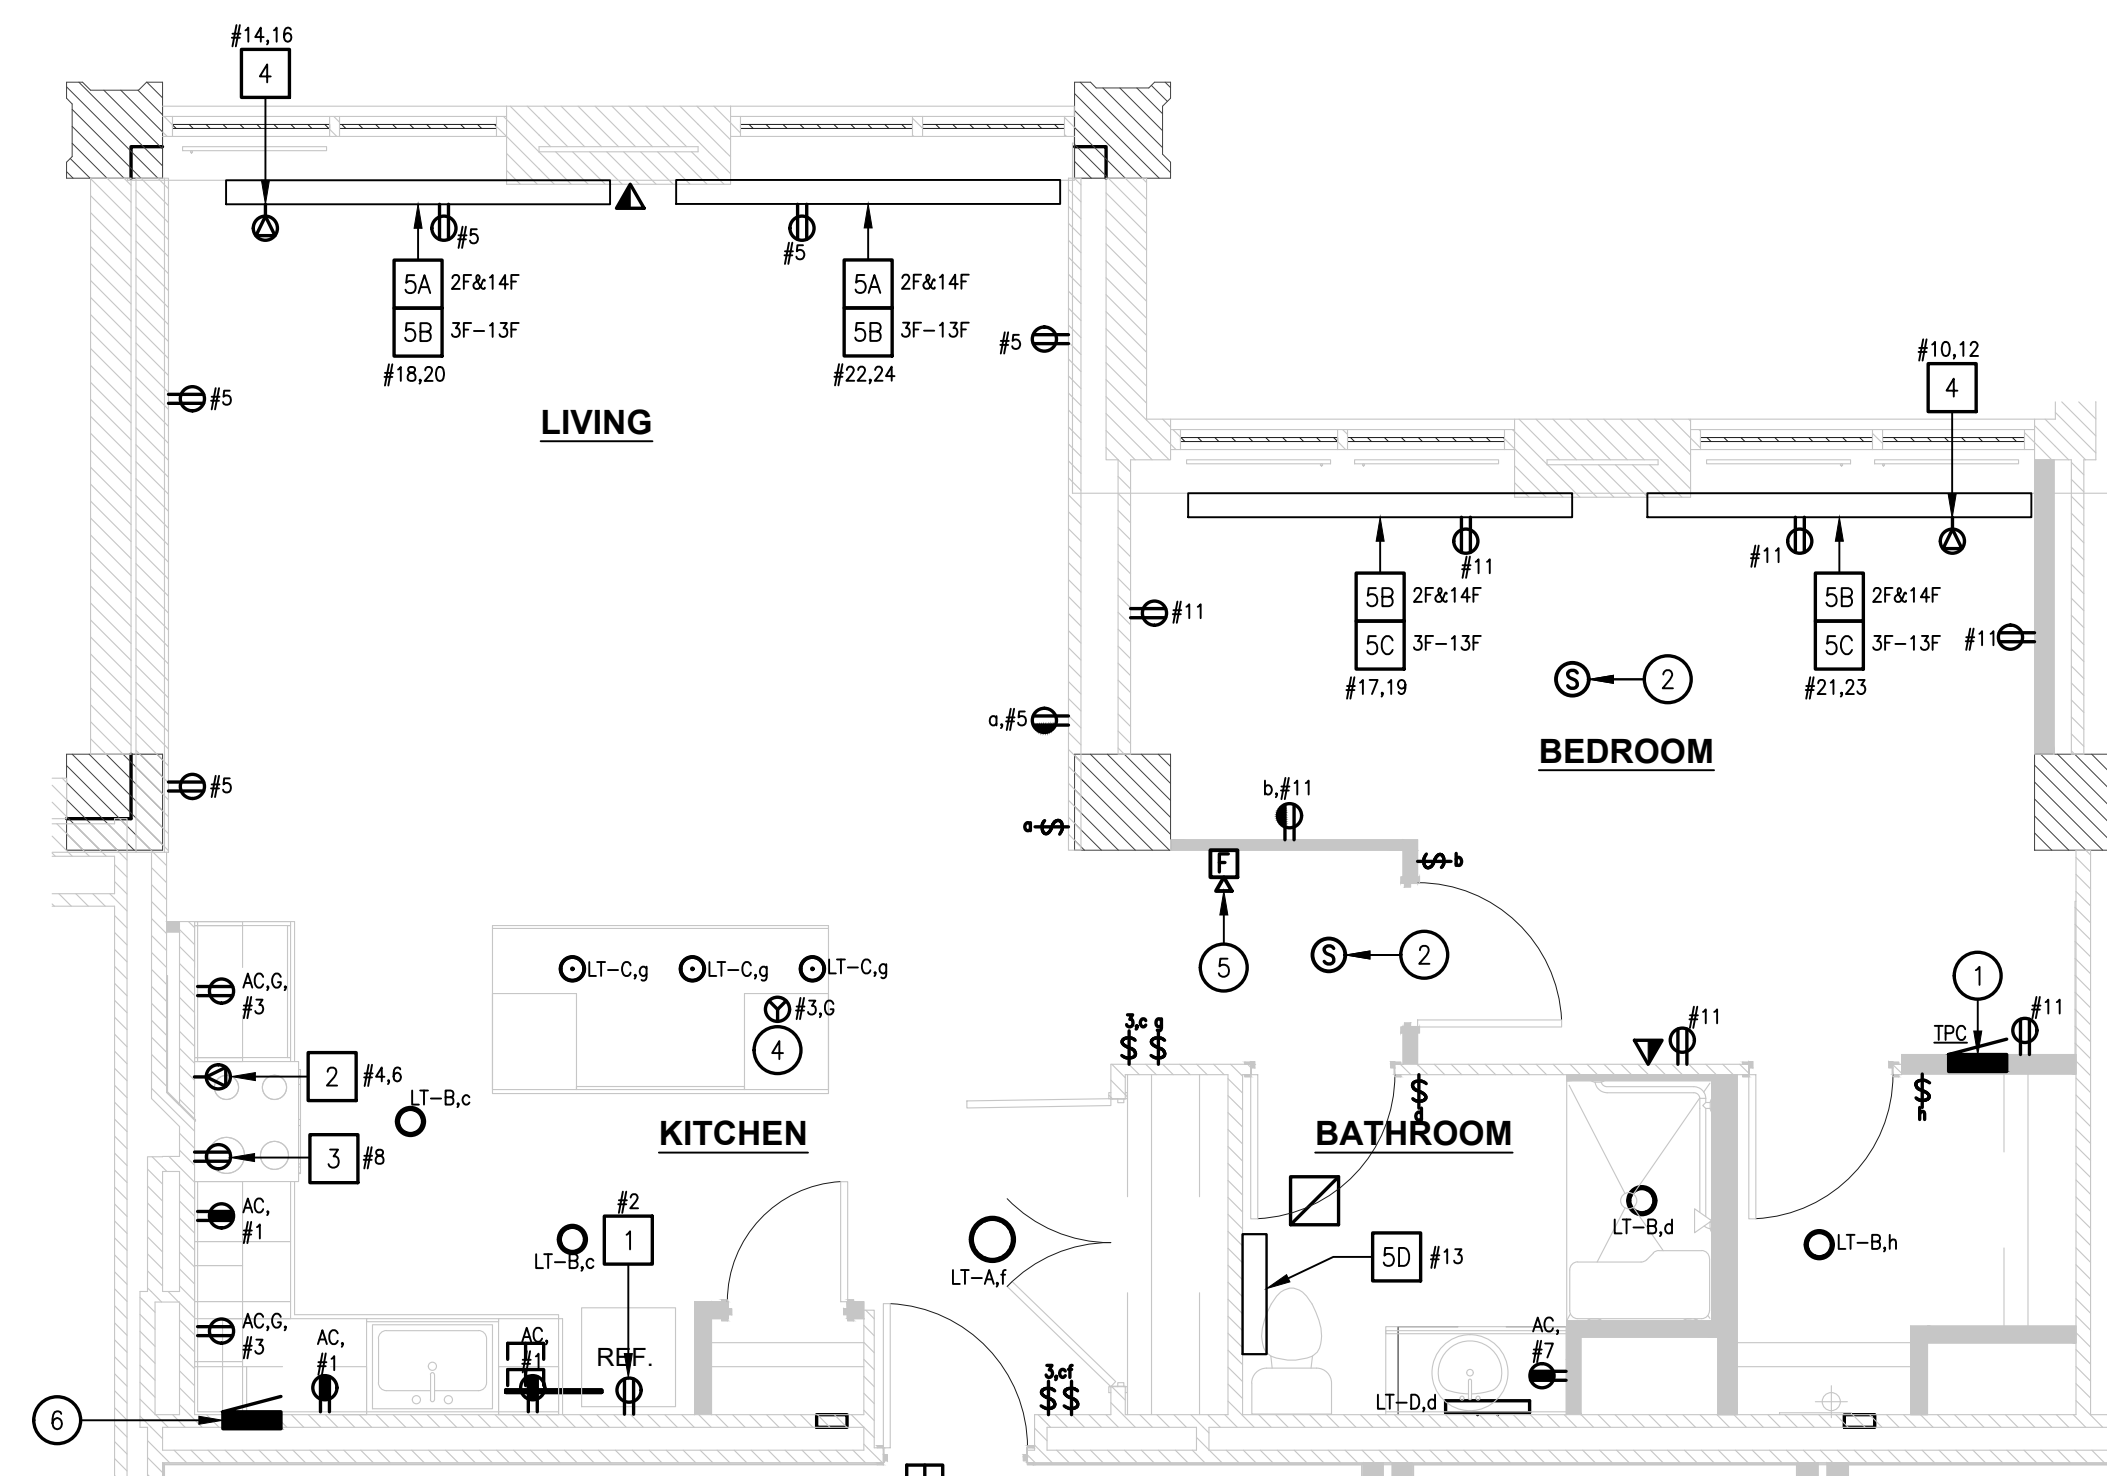 #14,16
4
#5
#5
5A 2F&14F
5B 3F-13F
#18,20
5A 2F&14F
5B 3F-13F
#22,24
#5
#10,12
4
#5
LIVING
#11
#11
5B 2F&14F
5C 3F-13F
#17,19
5B 2F&14F
5C 3F-13F
#21,23
#11
#11
S
2
a,#5
BEDROOM
#5
b,#11
a
b
F
5
S
2
AC,G,
#3
LT-C,g
LT-C,g
LT-C,g
#3,G
4
3,c g
$ $
#11
1
TPC
#11
2
#4,6
LT-B,c
KITCHEN
$
d
BATHROOM
$
h
3
#8
AC,
#1
#2
1
LT-B,c
LT-A,f
5D
#13
LT-B,d
LT-B,h
AC,G,
#3
AC,
#1
AC,
#1
REF.
3,cf
$ $
AC,
#7
LT-D,d
6